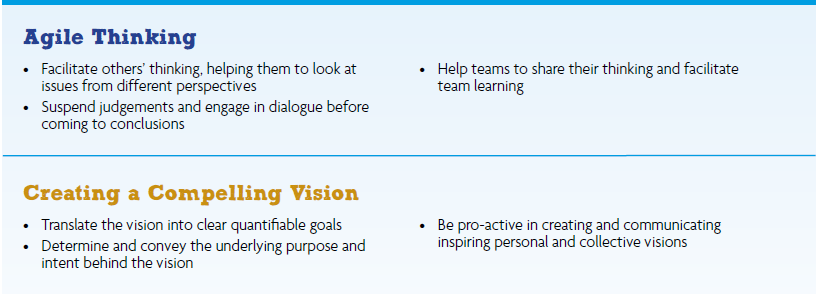 Agile Thinking
• Facilitate others’ thinking, helping them to look at
issues from different perspectives
• Suspend judgements and engage in dialogue before
coming to conclusions
• Help teams to share their thinking and facilitate
team learning
Creating a Compelling Vision
• Translate the vision into clear quantifiable goals
• Determine and convey the underlying purpose and
intent behind the vision
• Be pro-active in creating and communicating
inspiring personal and collective visions